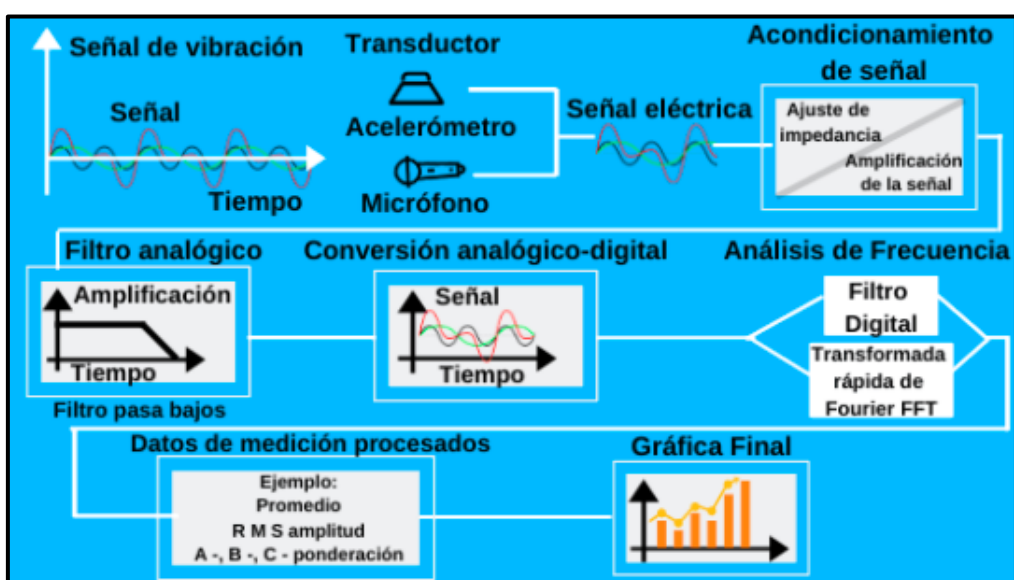 Señal de vibración
Señal
Tiempo
Transductor
Acelerómetro
Micrófono
Señal eléctrica
Acondicionamiento
de señal
Ajuste de
impedancia
Amplificación
de la señal
Filtro analógico
Amplificación
Tiempo
Filtro pasa bajos
Conversión analógico-digital
Señal
Tiempo
Análisis de Frecuencia
Filtro
Digital
Transformada
rápida de
Fourier FFT
Datos de medición procesados
Ejemplo:
Promedio
R M S amplitud
A -, B -, C - ponderación
Gráfica Final